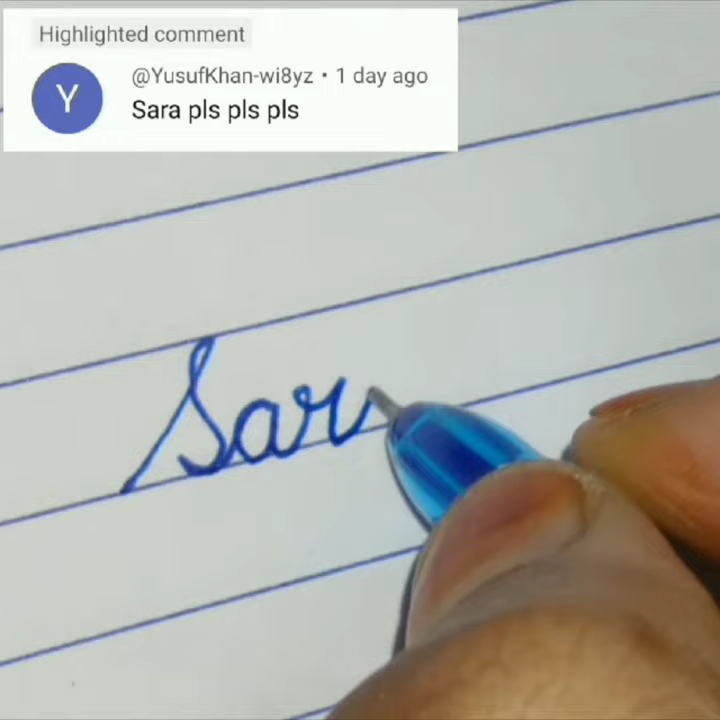 Highlighted comment
Y
@YusufKhan-wi8yz • 1 day ago
Sara pls pls pls
Sar